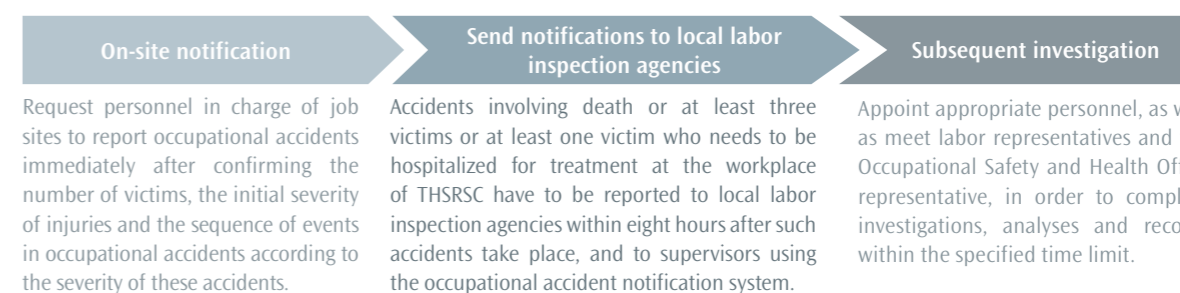 On-site notification
Send notifications to local labor
inspection agencies
Subsequent investigation
Request personnel in charge of job
sites to report occupational accidents
immediately after confirming the
number of victims, the initial severity
of injuries and the sequence of events
in occupational accidents according to
the severity of these accidents.
Accidents involving death or at least three
victims or at least one victim who needs to be
hospitalized for treatment at the workplace
of THSRSC have to be reported to local labor
inspection agencies within eight hours after such
accidents take place, and to supervisors using
the occupational accident notification system.
Appoint appropriate personnel, as
as meet labor representatives and
Occupational Safety and Health
representative, in order to
investigations, analyses and
within the specified time limit.